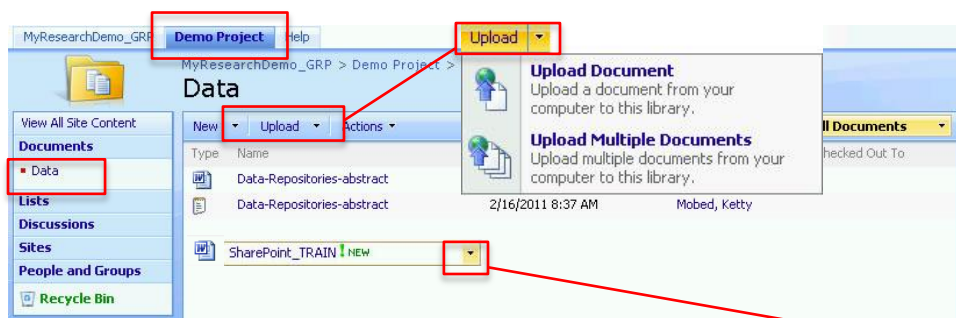 MyResearchDemo_GRP Demo Project Help
Upload
MyResearchDemo_GRP > Demo Project >
Data
Upload Document
Upload a document from your
computer to this library.
Upload Multiple Documents
Upload multiple documents from your
computer to this library.
View All Site Content
Documents
Data
Lists
Discussions
Sites
People and Groups
Recycle Bin
New Upload Actions
Documents
Type Name
Out To
Data-Repositories-abstract
Data-Repositories-abstract 2/16/2011 8:37 AM Mobed, Ketty
SharePoint_TRAIN ! NEW